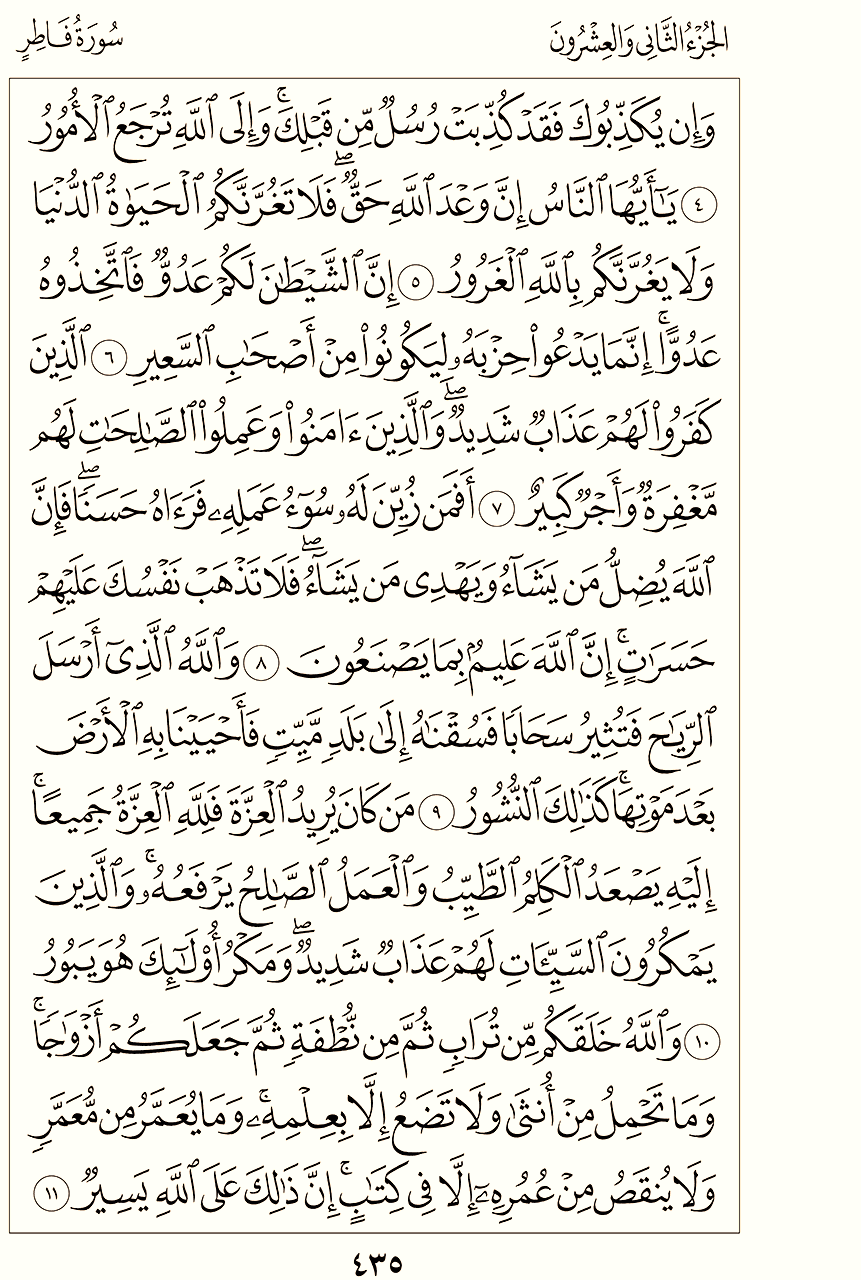 الجُزْءُ الثَّانِي وَالعِشْرُونَ
سُورَةُ فَاطِرٍ
وَإِن يُكَذِّبُوكَ فَقَدۡ كُذِّبَتۡ رُسُلٞ مِّن قَبۡلِكَۚ وَإِلَى ٱللَّهِ تُرۡجَعُ ٱلۡأُمُورُ
٤ يَـٰٓأَيُّهَا ٱلنَّاسُ إِنَّ وَعۡدَ ٱللَّهِ حَقّٞۖ فَلَا تَغُرَّنَّكُمُ ٱلۡحَيَوٰةُ ٱلدُّنۡيَا
وَلَا يَغُرَّنَّكُم بِٱللَّهِ ٱلۡغَرُورُ ٥ إِنَّ ٱلشَّيۡطَٰنَ لَكُمۡ عَدُوّٞ فَٱتَّخِذُوهُ
عَدُوًّاۚ إِنَّمَا يَدۡعُواْ حِزۡبَهُۥ لِيَكُونُواْ مِنۡ أَصۡحَٰبِ ٱلسَّعِيرِ ٦ ٱلَّذِينَ
كَفَرُواْ لَهُمۡ عَذَابٞ شَدِيدٞۖ وَٱلَّذِينَ ءَامَنُواْ وَعَمِلُواْ ٱلصَّٰلِحَٰتِ لَهُم
مَّغۡفِرَةٞ وَأَجۡرٞ كَبِيرٌ ٧ أَفَمَن زُيِّنَ لَهُۥ سُوٓءُ عَمَلِهِۦ فَرَءَاهُ حَسَنٗاۖ فَإِنَّ
ٱللَّهَ يُضِلُّ مَن يَشَآءُ وَيَهۡدِي مَن يَشَآءُۖ فَلَا تَذۡهَبۡ نَفۡسُكَ عَلَيۡهِمۡ
حَسَرَٰتٍۚ إِنَّ ٱللَّهَ عَلِيمُۢ بِمَا يَصۡنَعُونَ ٨ وَٱللَّهُ ٱلَّذِيٓ أَرۡسَلَ
ٱلرِّيَٰحَ فَتُثِيرُ سَحَابٗا فَسُقۡنَٰهُ إِلَىٰ بَلَدٖ مَّيِّتٖ فَأَحۡيَيۡنَا بِهِ ٱلۡأَرۡضَ
بَعۡدَ مَوۡتِهَاۚ كَذَٰلِكَ ٱلنُّشُورُ ٩ مَن كَانَ يُرِيدُ ٱلۡعِزَّةَ فَلِلَّهِ ٱلۡعِزَّةُ جَمِيعًاۚ
إِلَيۡهِ يَصۡعَدُ ٱلۡكَلِمُ ٱلطَّيِّبُ وَٱلۡعَمَلُ ٱلصَّٰلِحُ يَرۡفَعُهُۥۚ وَٱلَّذِينَ
يَمۡكُرُونَ ٱلسَّيِّـَٔاتِ لَهُمۡ عَذَابٞ شَدِيدٞۖ وَمَكۡرُ أُوْلَٰٓئِكَ هُوَ يَبُورُ
١٠ وَٱللَّهُ خَلَقَكُم مِّن تُرَابٖ ثُمَّ مِن نُّطۡفَةٖ ثُمَّ جَعَلَكُمۡ أَزۡوَٰجٗاۚ
وَمَا تَحۡمِلُ مِنۡ أُنثَىٰ وَلَا تَضَعُ إِلَّا بِعِلۡمِهِۦۚ وَمَا يُعَمَّرُ مِن مُّعَمَّرٖ
وَلَا يُنقَصُ مِنۡ عُمُرِهِۦٓ إِلَّا فِي كِتَٰبٍۚ إِنَّ ذَٰلِكَ عَلَى ٱللَّهِ يَسِيرٞ ١١
٤٣٥